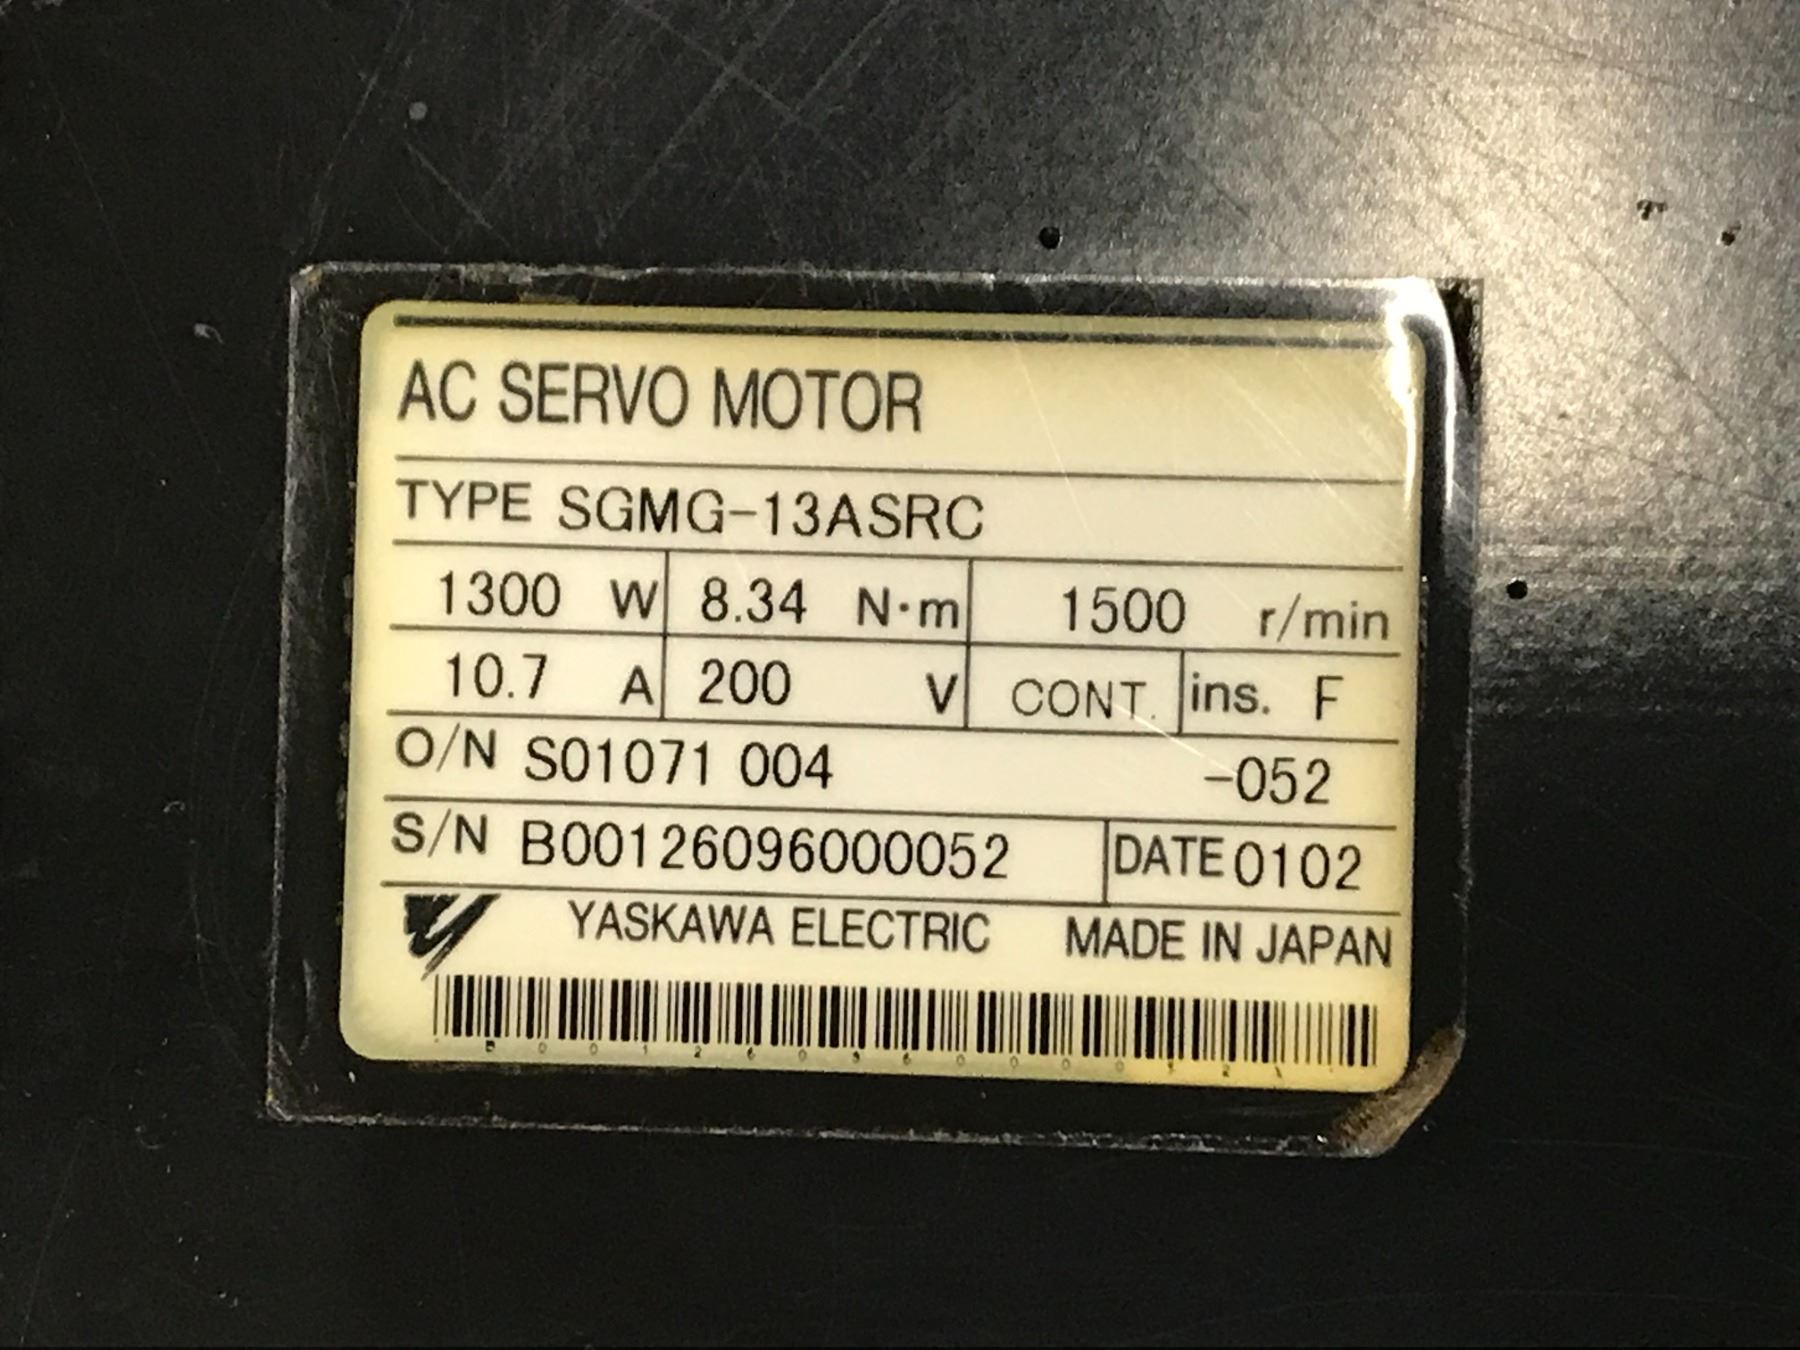 AC SERVO MOTOR
TYPE SGMG-13ASRC
1300 W 8.34 N·m 1500 r/min
10.7 A 200 V CONT. ins. F
O/N S01071 004 -052
S/N B00126096000052 DATE 0102
YASKAWA ELECTRIC MADE IN JAPAN